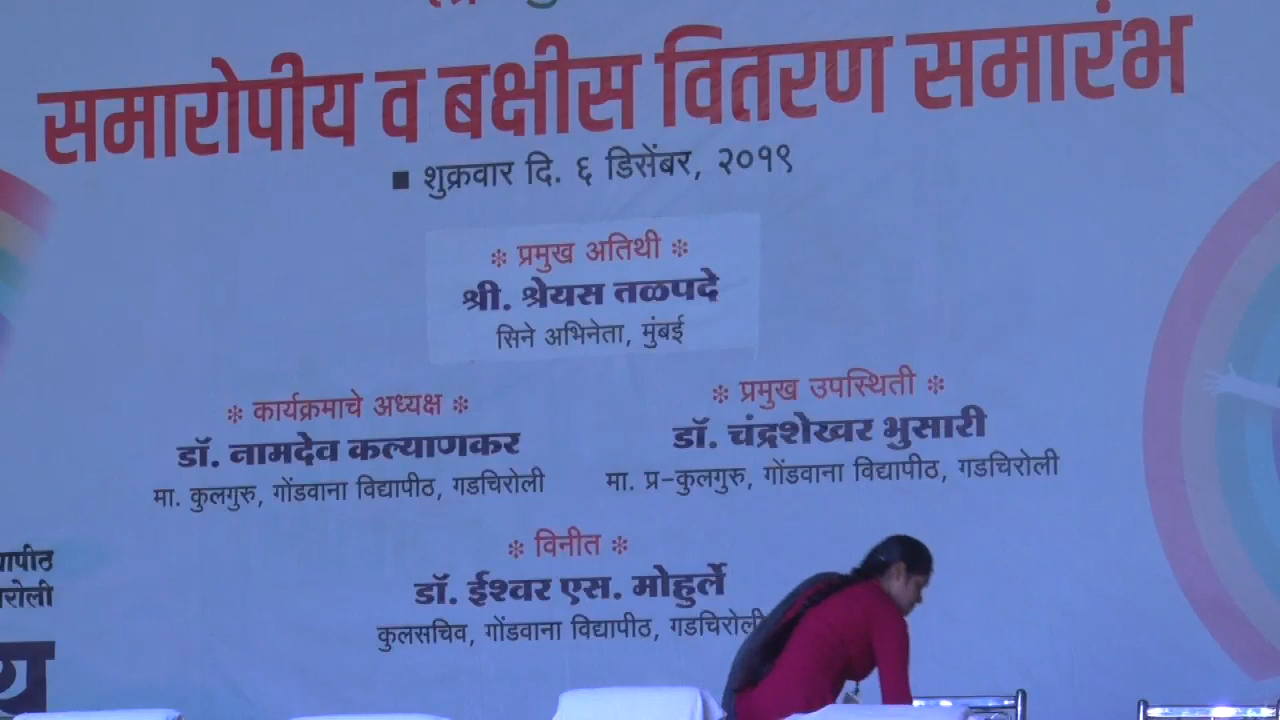 समारोपीय व बक्षीस वितरण समारंभ
■ शुक्रवार दि. ६ डिसेंबर, २०१९
❇ प्रमुख अतिथी ❇
श्री. श्रेयस तळपदे
सिने अभिनेता, मुंबई
❇ कार्यक्रमाचे अध्यक्ष ❇
डॉ. नामदेव कल्याणकर
मा. कुलगुरु, गोंडवाना विद्यापीठ, गडचिरोली
❇ प्रमुख उपस्थिती ❇
डॉ. चंद्रशेखर भुसारी
मा. प्र-कुलगुरु, गोंडवाना विद्यापीठ, गडचिरोली
❇ विनीत ❇
डॉ. ईश्वर एस. मोहुर्ले
कुलसचिव, गोंडवाना विद्यापीठ, गडचिरोली